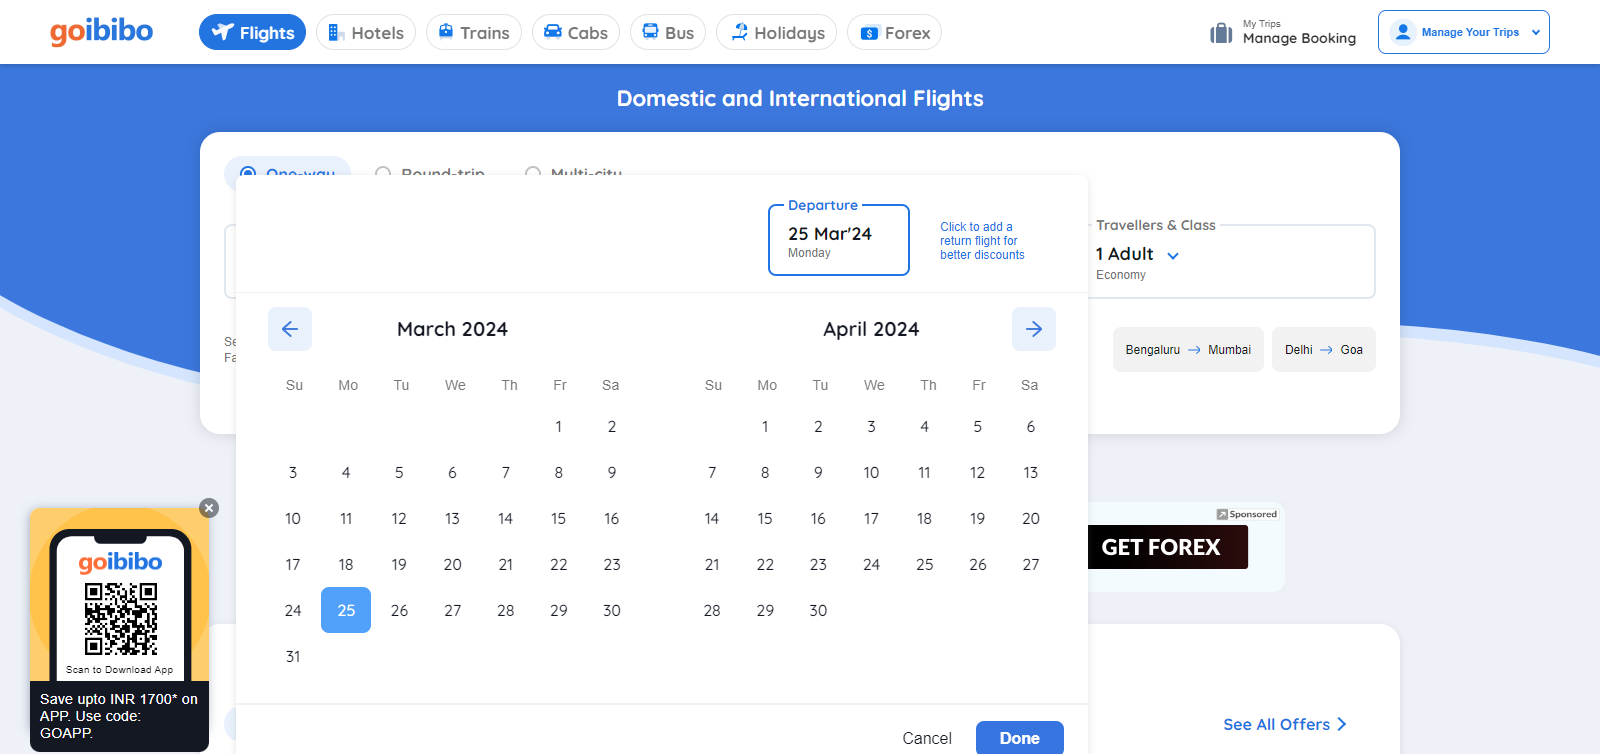 goibibo
Flights
Hotels
Trains
Cabs
Bus
Holidays
Forex
My Trips
Manage Booking
Manage Your Trips
Domestic and International Flights
One-way
Round-trip
Multi-city
Departure
25 Mar'24
Monday
Click to add a
return flight for
better discounts
Travellers & Class
1 Adult
Economy
March 2024
April 2024
Se
Fa
Bengaluru → Mumbai
Delhi → Goa
Su Mo Tu We Th Fr Sa
1 2
3 4 5 6 7 8 9
10 11 12 13 14 15 16
17 18 19 20 21 22 23
24 25 26 27 28 29 30
31
Su Mo Tu We Th Fr Sa
1 2 3 4 5 6
7 8 9 10 11 12 13
14 15 16 17 18 19 20
21 22 23 24 25 26 27
28 29 30
Sponsored
GET FOREX
goibibo
Scan to Download App
Save upto INR 1700* on
APP. Use code:
GOAPP.
See All Offers
Cancel
Done